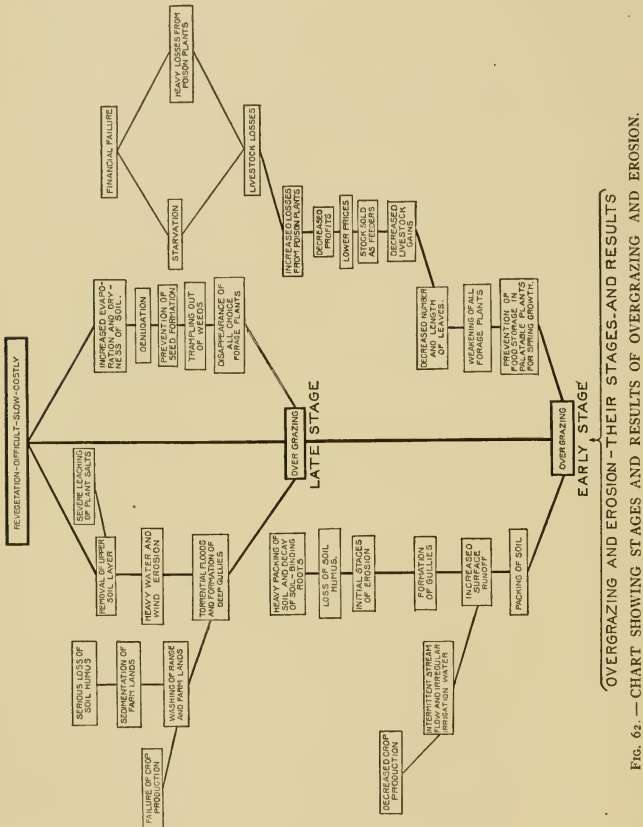 REVEGETATION-DIFFICULT-SLOW-COSTLY
SERIOUS LOSS OF
SOIL HUMUS
SEDIMENTATION OF
FARM LANDS
WASHING OF RANGE
AND FARM LANDS
FAILURE OF CROP
PRODUCTION
SEVERE LEACHING
OF PLANT SALTS
REMOVAL OF UPPER
SOIL LAYER
HEAVY WATER AND
WIND EROSION
TORRENTIAL FLOODS
AND FORMATION OF
DEEP GULLIES
INCREASED EVAPO-
RATION AND DRY-
NESS OF SOIL.
DENUDATION
PREVENTION OF
SEED FORMATION
TRAMPLING OUT
OF WEEDS
DISAPPEARANCE OF
ALL CHOICE
FORAGE PLANTS
FINANCIAL FAILURE
HEAVY LOSSES FROM
POISON PLANTS
STARVATION
LIVESTOCK LOSSES
OVER GRAZING
LATE STAGE
HEAVY PACKING OF
SOIL AND DECAY
OF SOIL-BINDING
ROOTS
LOSS OF SOIL
HUMUS.
INITIAL STAGES
OF EROSION
FORMATION
OF GULLIES
INCREASED
SURFACE
RUNOFF
PACKING OF SOIL
INTERMITTENT STREAM
FLOW AND IRREGULAR
IRRIGATION WATER
DECREASED CROP
PRODUCTION
INCREASED LOSSES
FROM POISON PLANTS
DECREASED
PROFITS
LOWER PRICES
STOCK SOLD
AS FEEDERS
DECREASED
LIVESTOCK
GAINS
DECREASED NUMBER
AND LENGTH
OF LEAVES.
WEAKENING OF ALL
FORAGE PLANTS
PREVENTION OF
FOOD STORAGE IN
PALATABLE PLANTS
FOR SPRING GROWTH.
OVER GRAZING
EARLY STAGE
OVERGRAZING AND EROSION-THEIR STAGES-AND RESULTS
FIG. 62. — CHART SHOWING STAGES AND RESULTS OF OVERGRAZING AND EROSION.